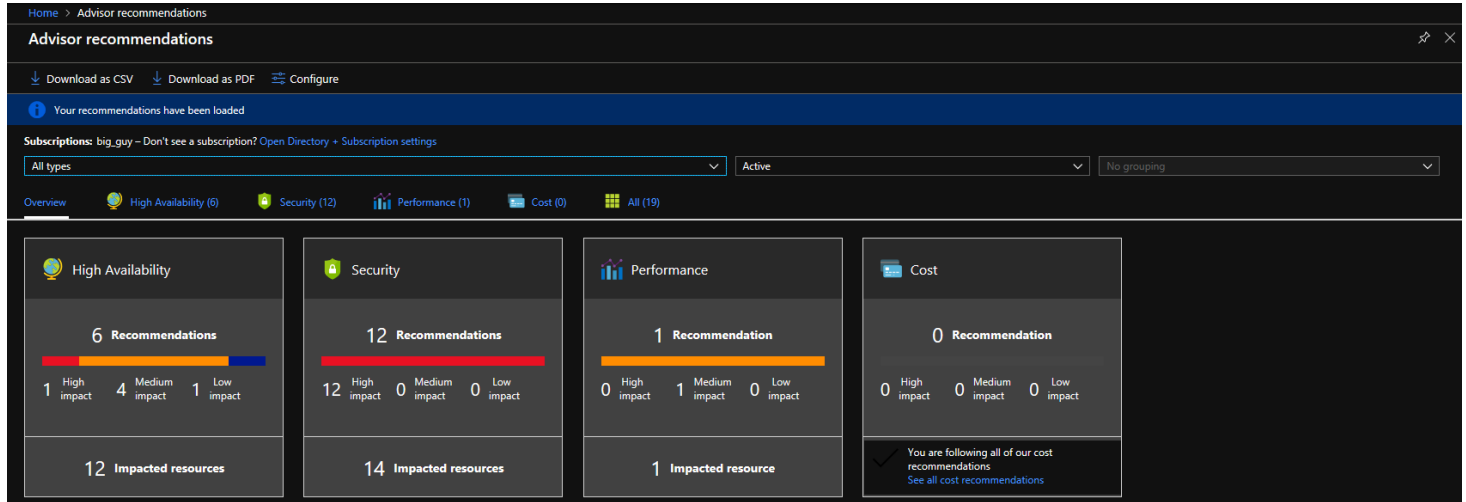 Home > Advisor recommendations
Advisor recommendations
Download as CSV Download as PDF Configure
Your recommendations have been loaded
Subscriptions: big_guy – Don't see a subscription? Open Directory + Subscription settings
All types Active No grouping
Overview High Availability (6) Security (12) Performance (1) Cost (0) All (19)
High Availability
6 Recommendations
1 High impact 4 Medium impact 1 Low impact
12 Impacted resources
Security
12 Recommendations
12 High impact 0 Medium impact 0 Low impact
14 Impacted resources
Performance
1 Recommendation
0 High impact 1 Medium impact 0 Low impact
1 Impacted resource
Cost
0 Recommendation
0 High impact 0 Medium impact 0 Low impact
You are following all of our cost
recommendations
See all cost recommendations